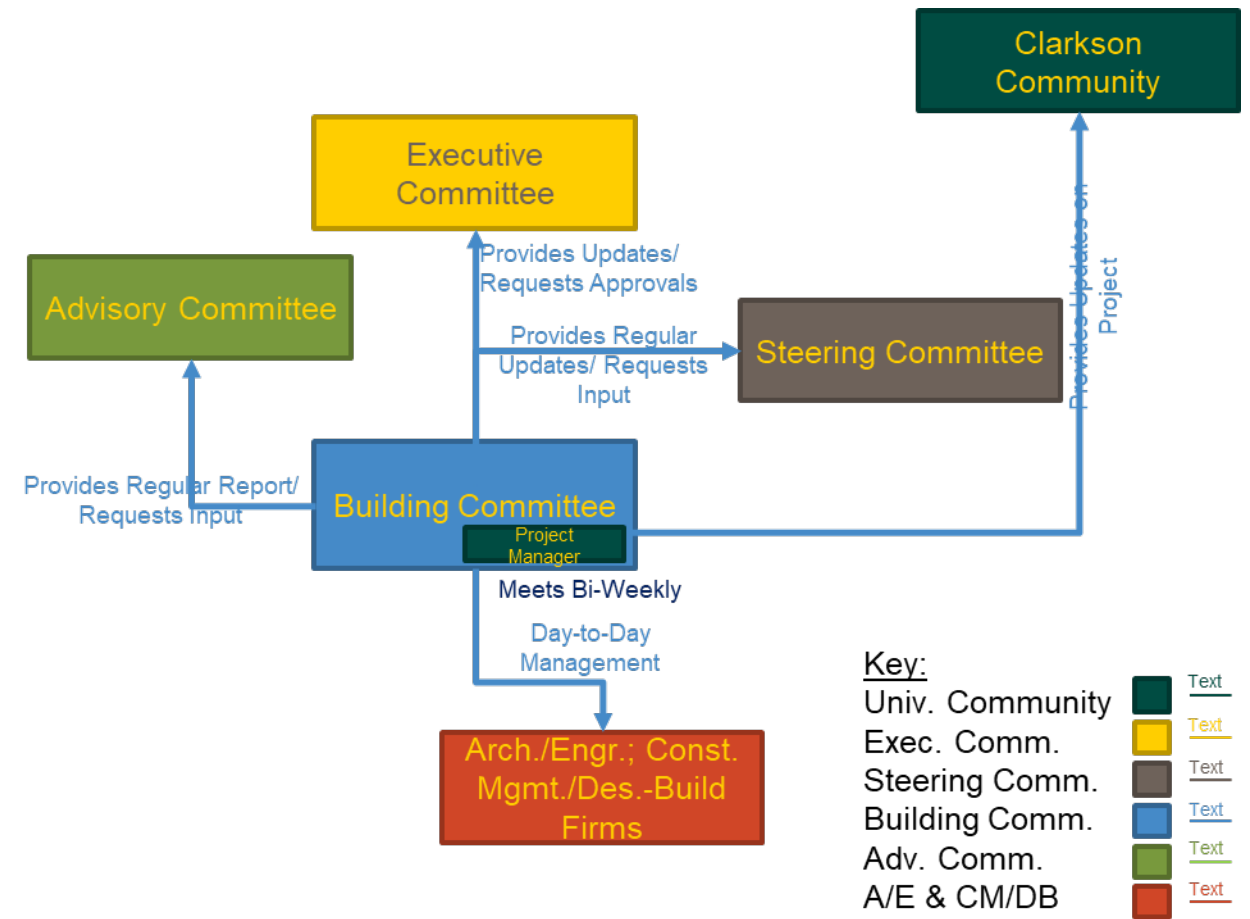 Clarkson
Community
Executive
Committee
Provides Updates/
Requests Approvals
Provides Updates on
Project
Advisory Committee
Provides Regular
Updates/ Requests
Input
Steering Committee
Provides Regular Report/
Requests Input
Building Committee
Project
Manager
Meets Bi-Weekly
Day-to-Day
Management
Arch./Engr.; Const.
Mgmt./Des.-Build
Firms
Key:
Univ. Community
Text
Exec. Comm.
Text
Steering Comm.
Text
Building Comm.
Text
Adv. Comm.
Text
A/E & CM/DB
Text